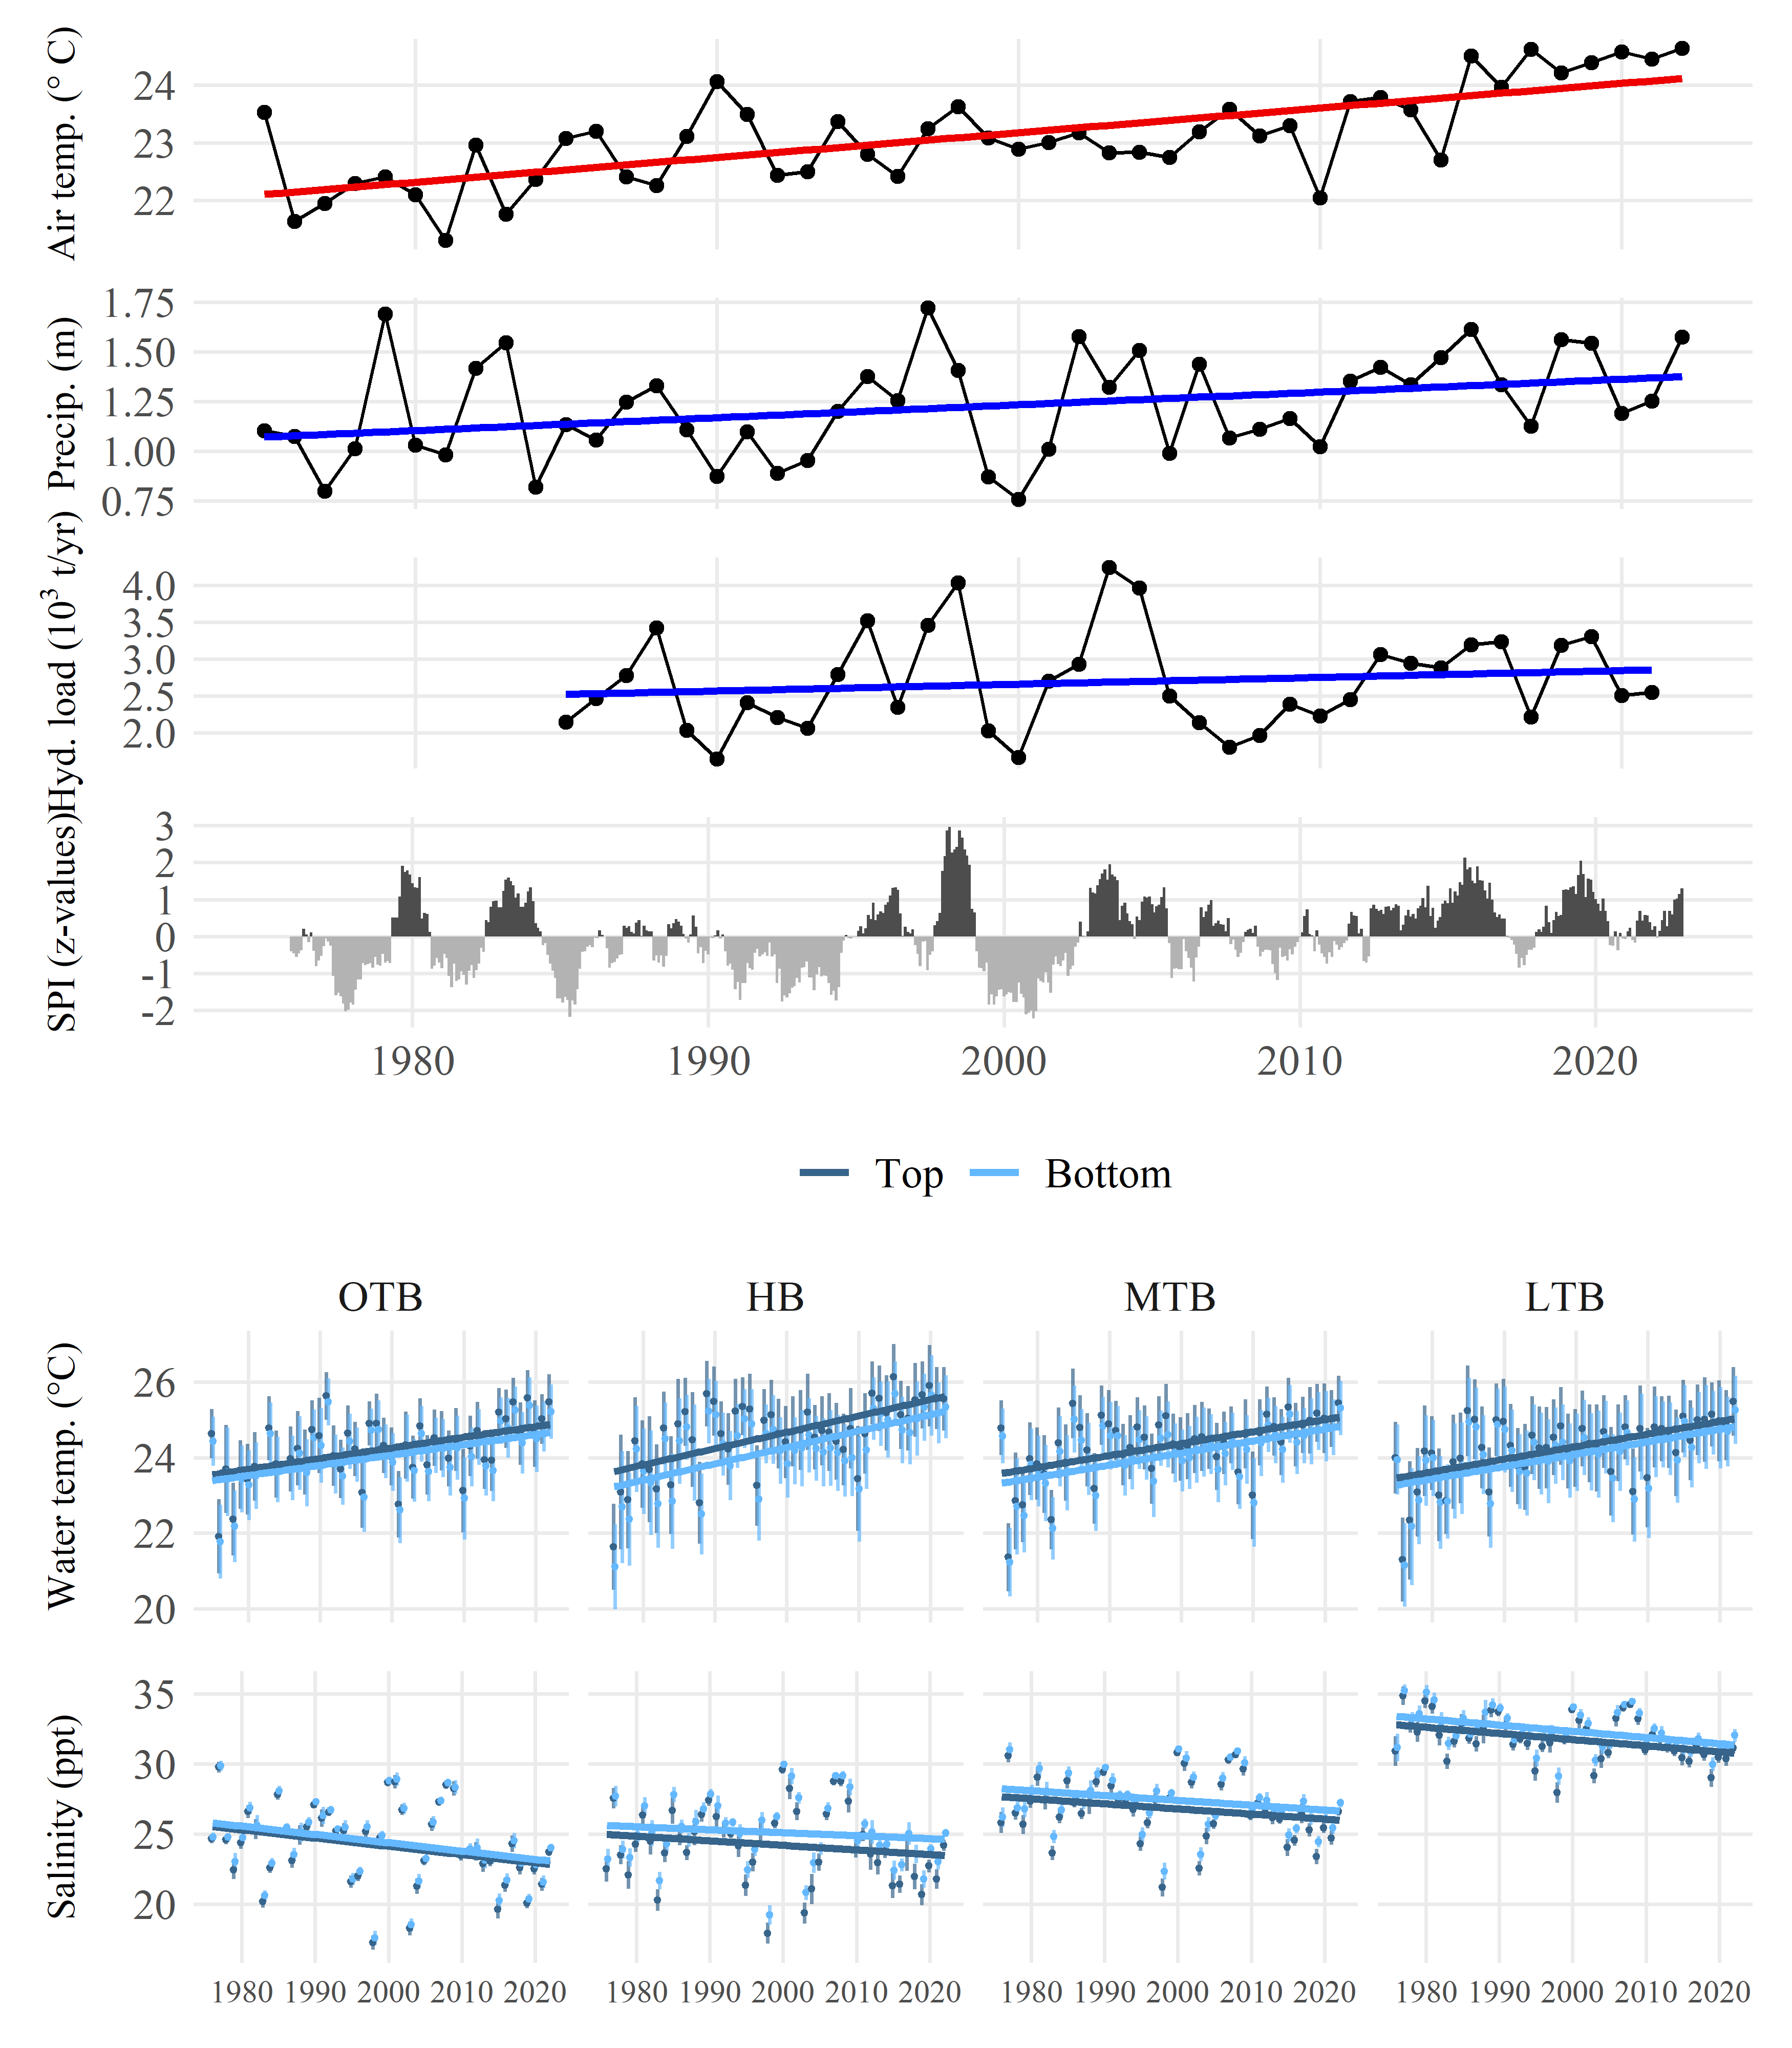 Air temp. (° C)
24
23
22
Precip. (m)
1.75
1.50
1.25
1.00
0.75
Hyd. load (10³ t/yr)
4.0
3.5
3.0
2.5
2.0
SPI (z-values)
3
2
1
0
-1
-2
1980 1990 2000 2010 2020
Top Bottom
OTB HB MTB LTB
Water temp. (°C)
26
24
22
20
Salinity (ppt)
35
30
25
20
1980 1990 2000 2010 2020 1980 1990 2000 2010 2020 1980 1990 2000 2010 2020 1980 1990 2000 2010 2020